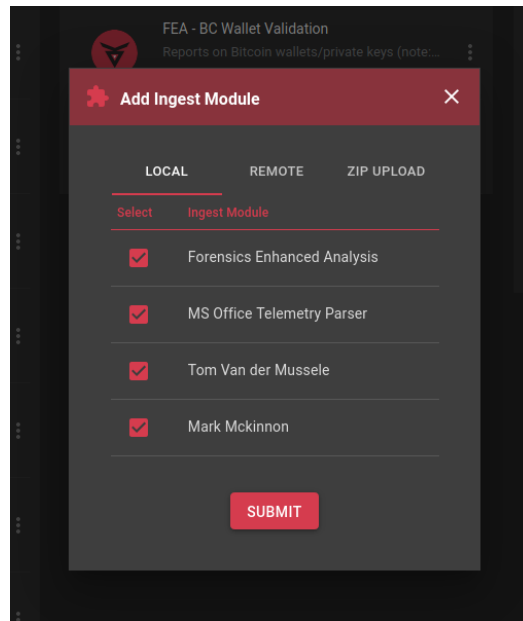 FEA - BC Wallet Validation
Reports on Bitcoin wallets/private keys (note:...
Add Ingest Module
LOCAL REMOTE ZIP UPLOAD
Select Ingest Module
Forensics Enhanced Analysis
MS Office Telemetry Parser
Tom Van der Mussele
Mark Mckinnon
SUBMIT